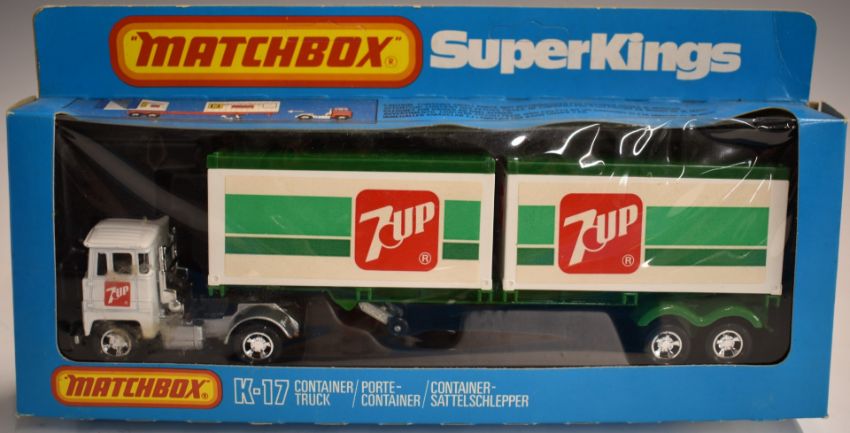 "MATCHBOX"® SuperKings
7UP ®
7UP ®
7UP
"MATCHBOX"® K-17 CONTAINER/ PORTE- /CONTAINER-
TRUCK CONTAINER/ SATTELSCHLEPPER